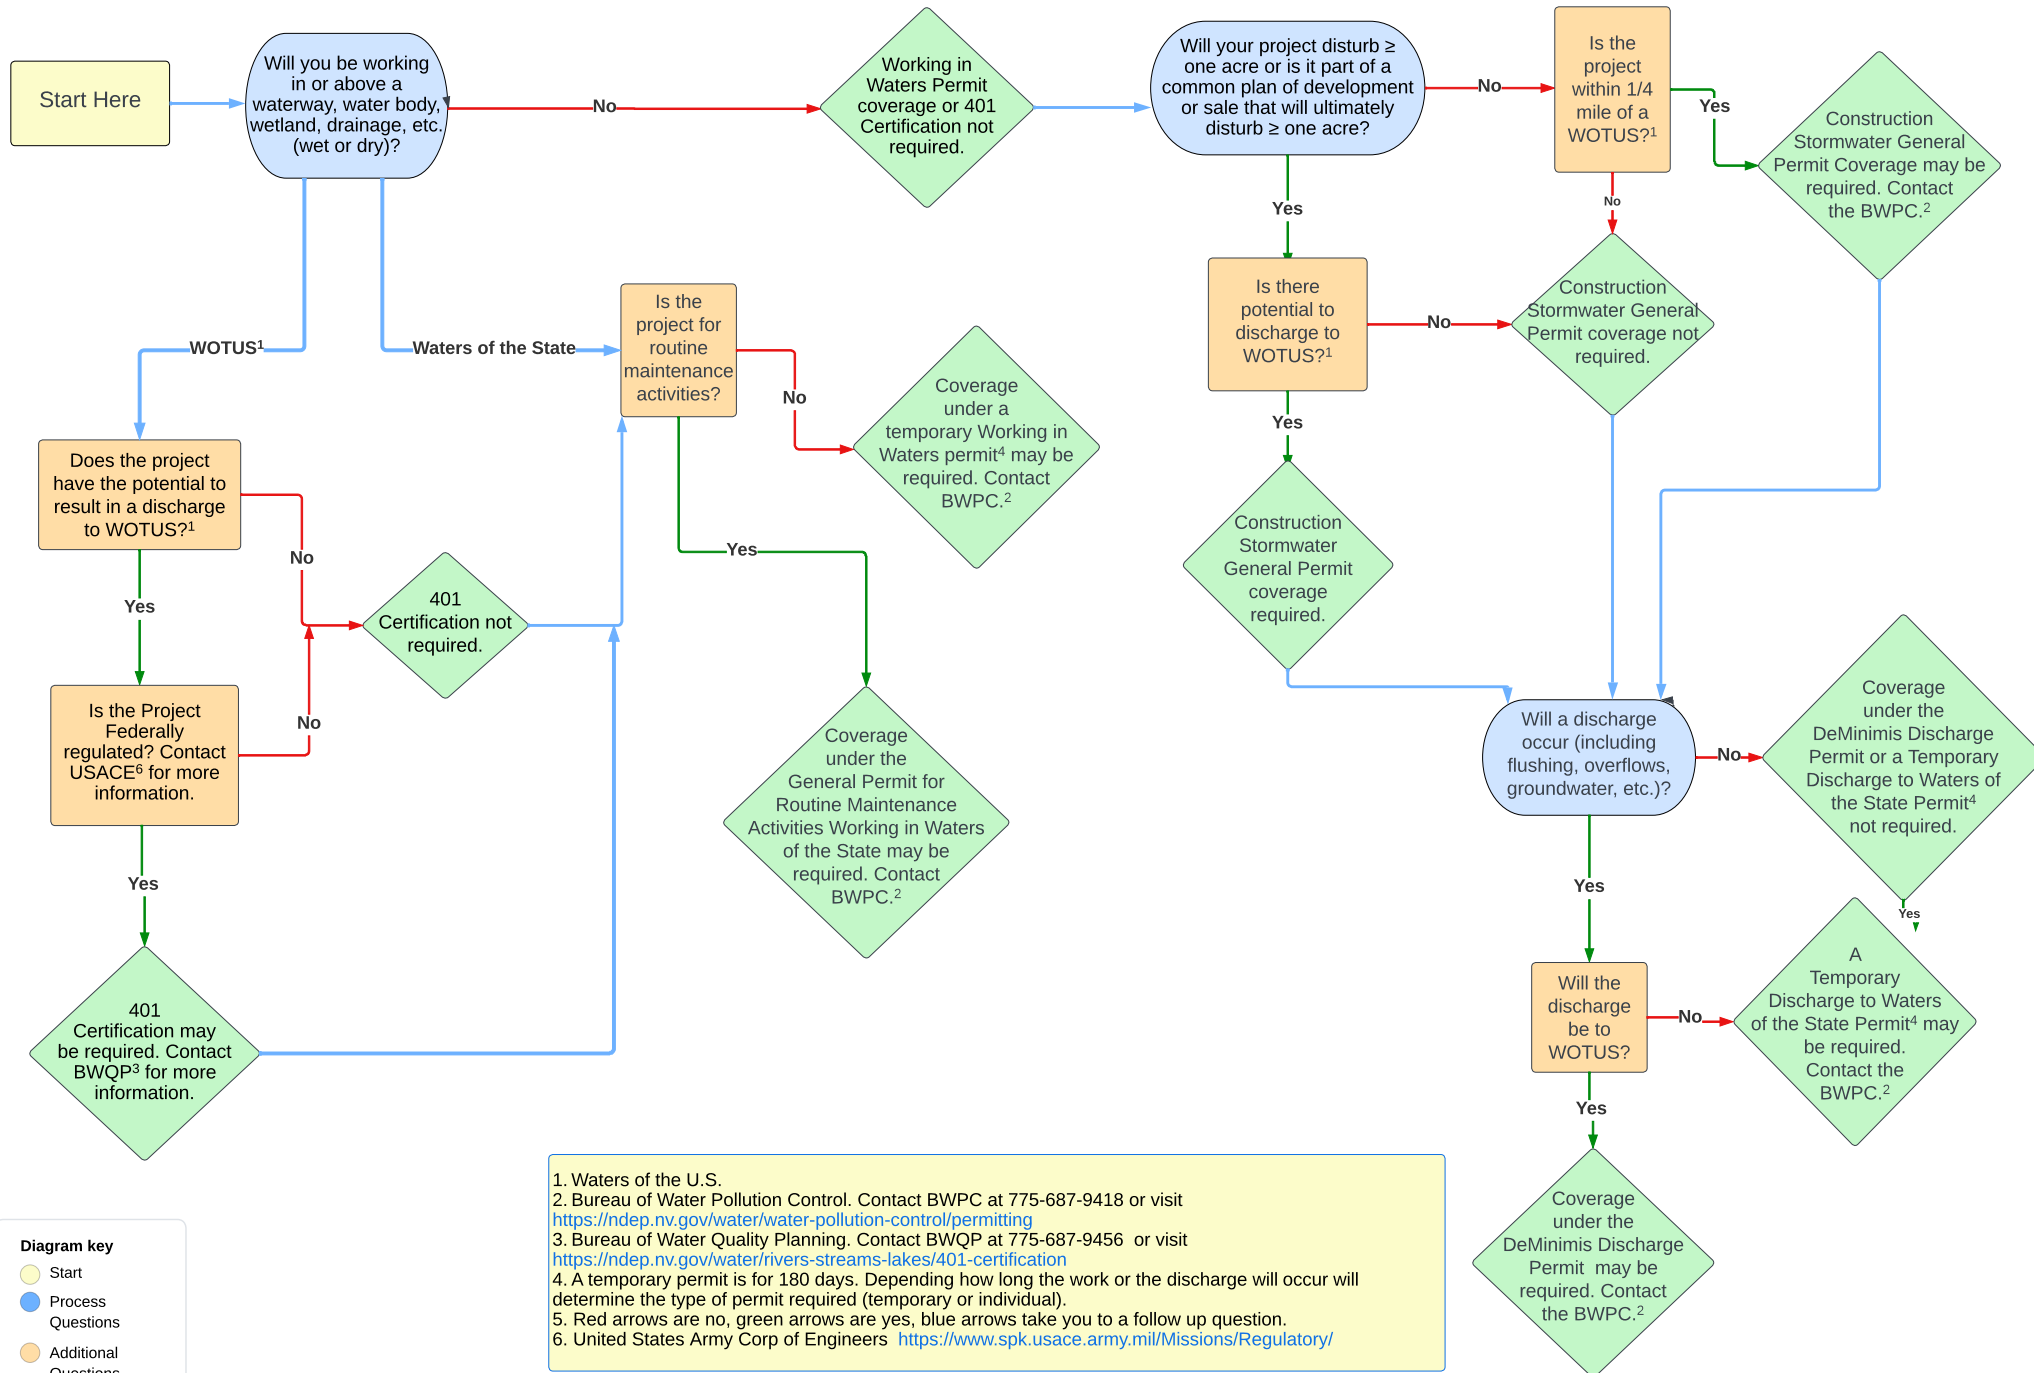 Start Here
Will you be working
in or above a
waterway, water body,
wetland, drainage, etc.
(wet or dry)?
No
Working in
Waters Permit
coverage or 401
Certification not
required.
Will your project disturb ≥
one acre or is it part of a
common plan of development
or sale that will ultimately
disturb ≥ one acre?
No
Is the
project
within 1/4
mile of a
WOTUS?¹
Yes
Construction
Stormwater General
Permit Coverage may be
required. Contact
the BWPC.²
No
Yes
Is there
potential to
discharge to
WOTUS?¹
No
Construction
Stormwater General
Permit coverage not
required.
Yes
Construction
Stormwater
General Permit
coverage
required.
WOTUS¹
Waters of the State
Is the
project for
routine
maintenance
activities?
No
Coverage
under a
temporary Working in
Waters permit⁴ may be
required. Contact
BWPC.²
Yes
Coverage
under the
General Permit for
Routine Maintenance
Activities Working in Waters
of the State may be
required. Contact
BWPC.²
Does the project
have the potential to
result in a discharge
to WOTUS?¹
No
Yes
401
Certification not
required.
Is the Project
Federally
regulated? Contact
USACE⁶ for more
information.
No
Yes
401
Certification may
be required. Contact
BWQP³ for more
information.
Will a discharge
occur (including
flushing, overflows,
groundwater, etc.)?
No
Coverage
under the
DeMinimis Discharge
Permit or a Temporary
Discharge to Waters of
the State Permit⁴
not required.
Yes
Yes
Will the
discharge
be to
WOTUS?
No
A
Temporary
Discharge to Waters
of the State Permit⁴ may
be required.
Contact the
BWPC.²
Yes
Coverage
under the
DeMinimis Discharge
Permit  may be
required. Contact
the BWPC.²
1. Waters of the U.S.
2. Bureau of Water Pollution Control. Contact BWPC at 775-687-9418 or visit
https://ndep.nv.gov/water/water-pollution-control/permitting
3. Bureau of Water Quality Planning. Contact BWQP at 775-687-9456  or visit
https://ndep.nv.gov/water/rivers-streams-lakes/401-certification
4. A temporary permit is for 180 days. Depending how long the work or the discharge will occur will
determine the type of permit required (temporary or individual).
5. Red arrows are no, green arrows are yes, blue arrows take you to a follow up question.
6. United States Army Corp of Engineers  https://www.spk.usace.army.mil/Missions/Regulatory/
Diagram key
Start
Process
Questions
Additional
Questions